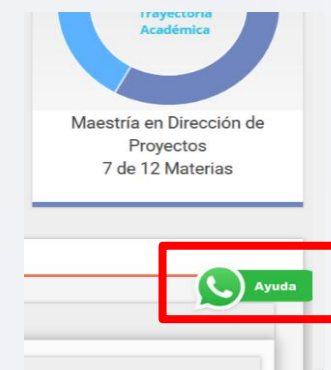 Trayectoria
Académica
Maestría en Dirección de
Proyectos
7 de 12 Materias
Ayuda